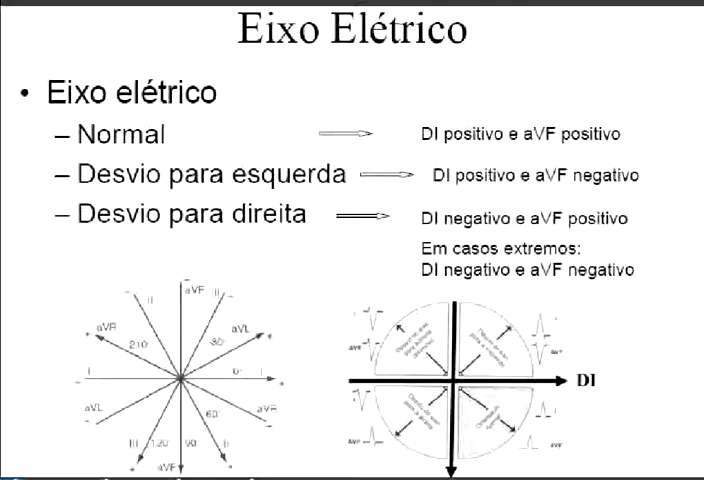 Eixo Elétrico
• Eixo elétrico
– Normal
DI positivo e aVF positivo
– Desvio para esquerda
DI positivo e aVF negativo
– Desvio para direita
DI negativo e aVF positivo
Em casos extremos:
DI negativo e aVF negativo
II
aVF
III
aVR
aVL
210°
-30°
I
0°
I
aVL
60°
aVR
III
120°
90°
II
aVF
DI